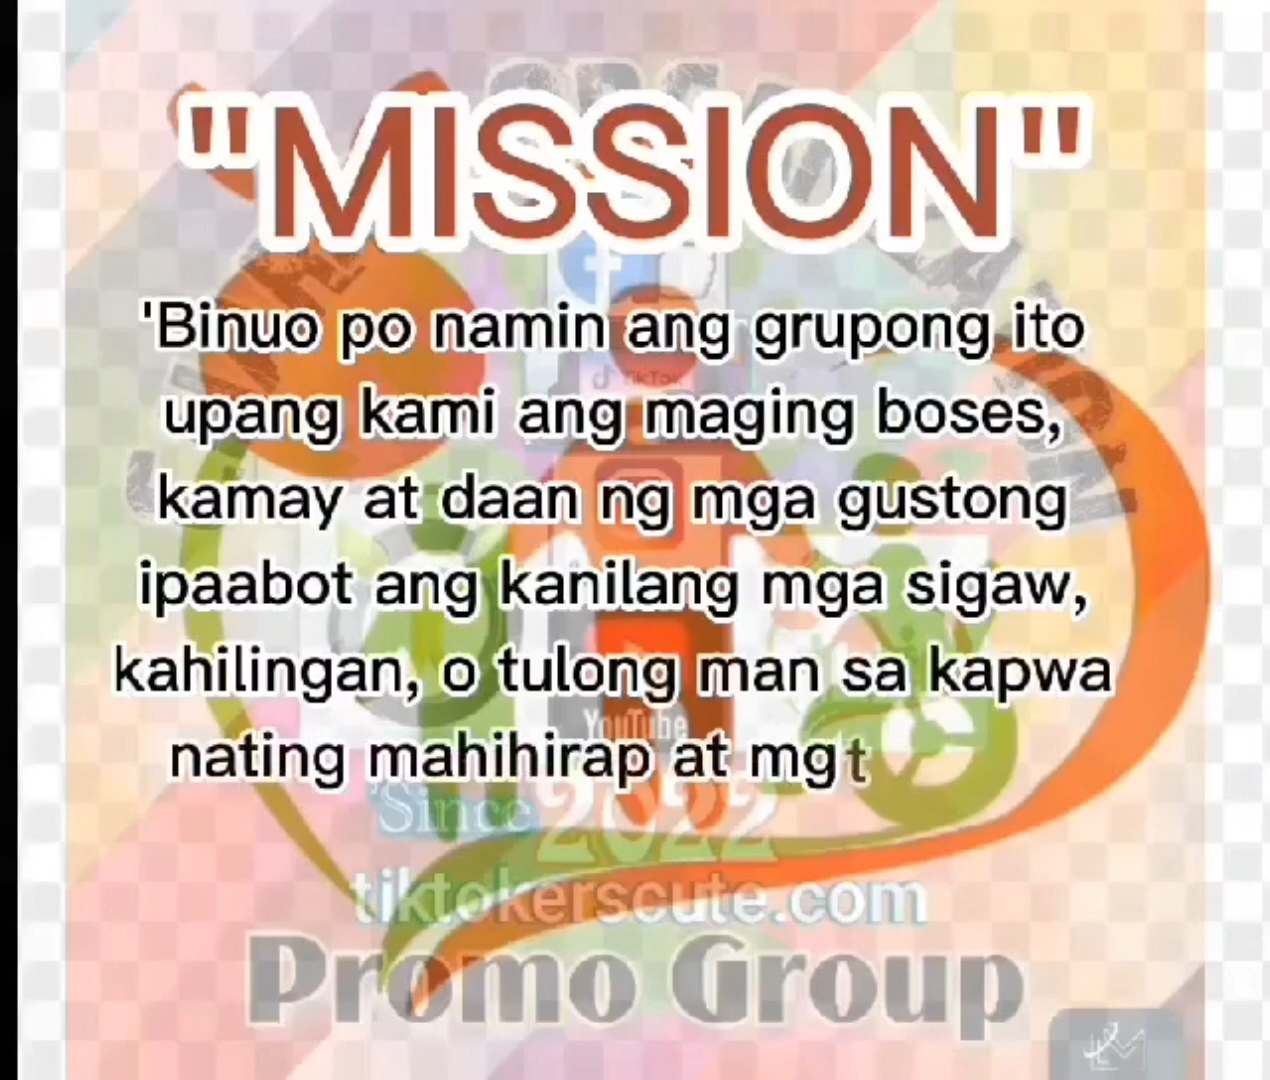 "MISSION"
'Binuo po namin ang grupong ito
upang kami ang maging boses,
kamay at daan ng mga gustong
ipaabot ang kanilang mga sigaw,
kahilingan, o tulong man sa kapwa
nating mahihirap at mgt
TikTok
YouTube
Since 2022
tiktokerscute.com
Promo Group